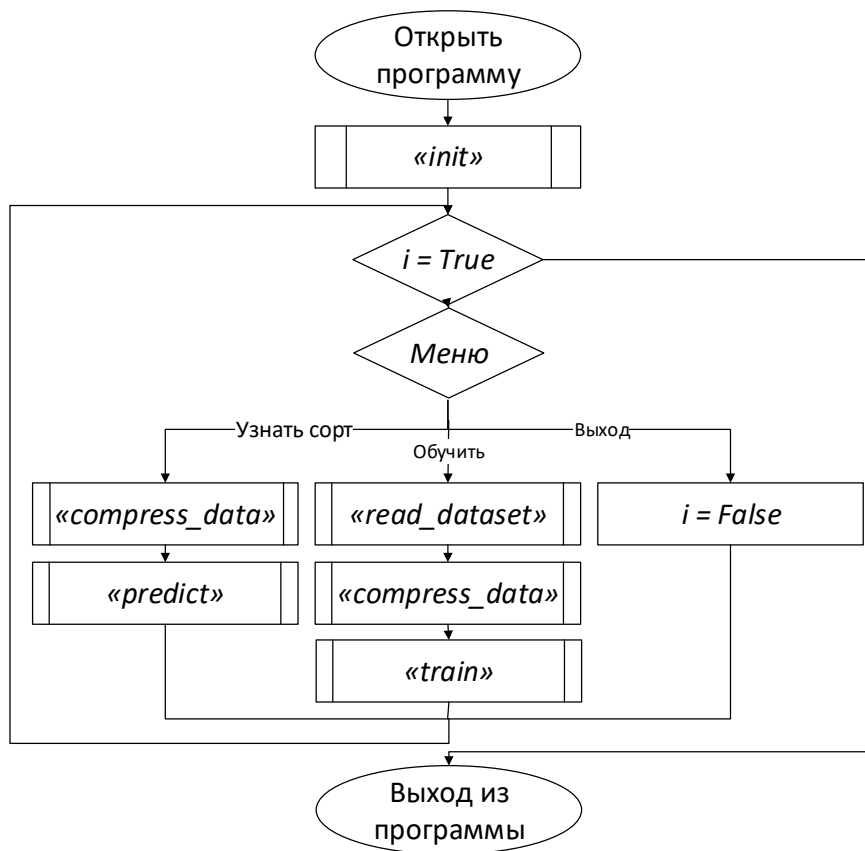 Открыть
программу
«init»
i = True
Меню
Узнать сорт
Обучить
Выход
«compress_data»
«read_dataset»
i = False
«predict»
«compress_data»
«train»
Выход из
программы